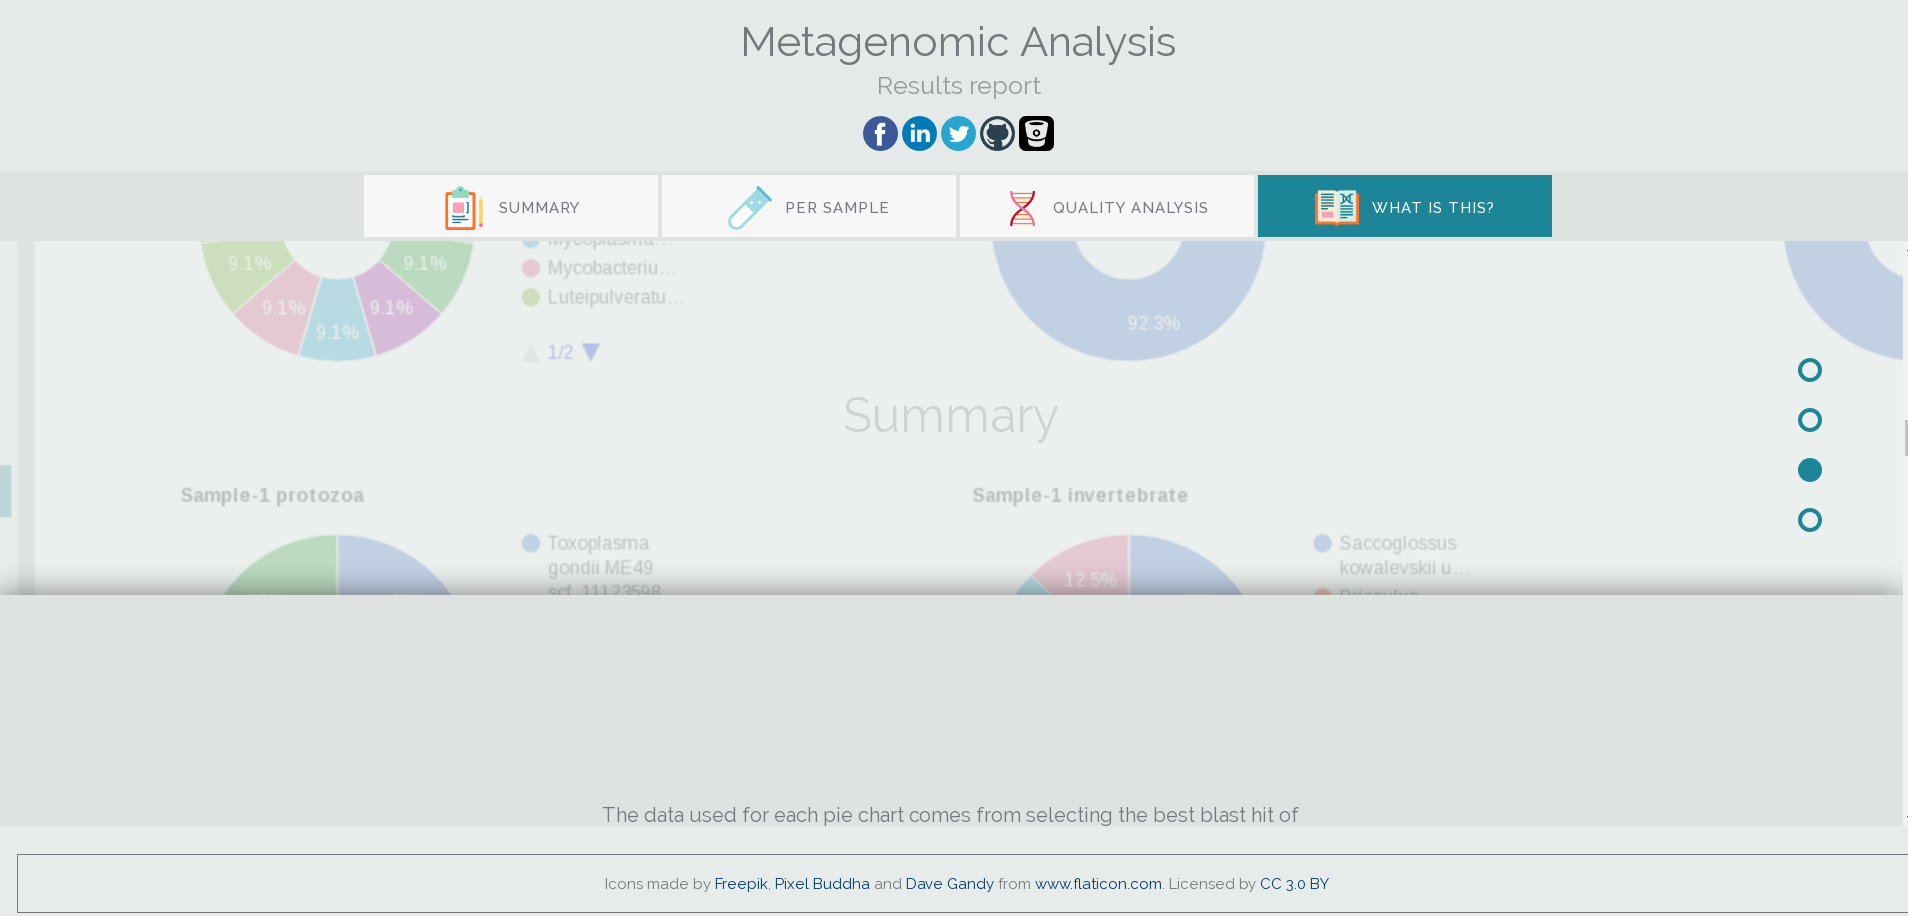 Metagenomic Analysis
Results report
SUMMARY
PER SAMPLE
QUALITY ANALYSIS
WHAT IS THIS?
9.1%
9.1%
9.1%
9.1%
9.1%
Mycobacteriu...
Luteipulveratu...
1/2
92.3%
Summary
Sample-1 protozoa
Sample-1 invertebrate
Toxoplasma
gondii ME49
scf_11123598
12.5%
Saccoglossus
kowalevskii u...
The data used for each pie chart comes from selecting the best blast hit of
Icons made by Freepik, Pixel Buddha and Dave Gandy from www.flaticon.com. Licensed by CC 3.0 BY